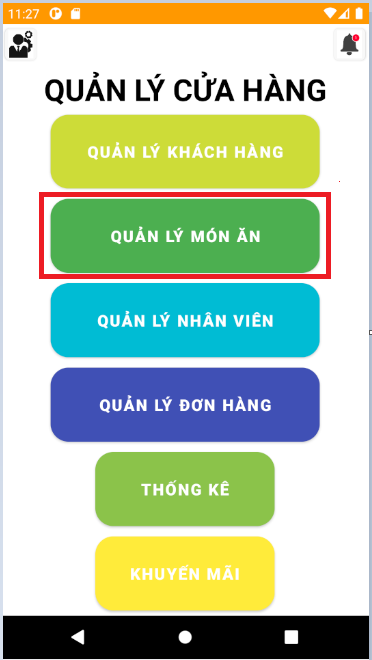 11:27
QUẢN LÝ CỬA HÀNG
QUẢN LÝ KHÁCH HÀNG
QUẢN LÝ MÓN ĂN
QUẢN LÝ NHÂN VIÊN
QUẢN LÝ ĐƠN HÀNG
THỐNG KÊ
KHUYẾN MÃI